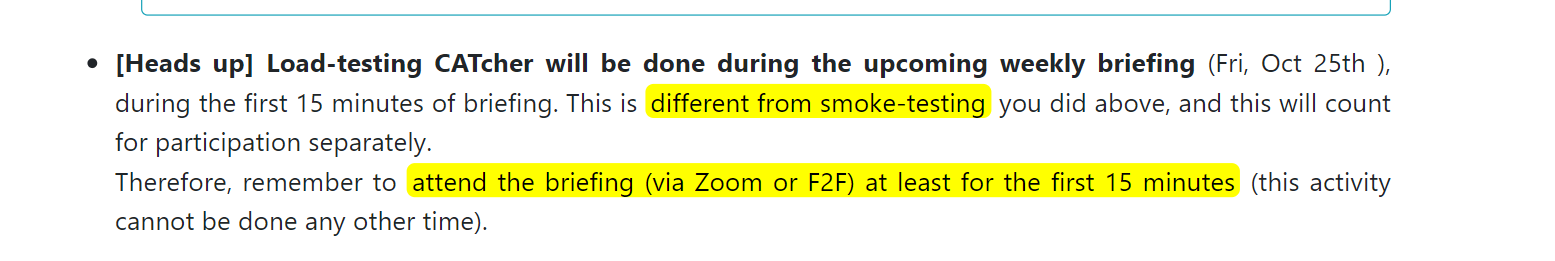 [Heads up] Load-testing CATcher will be done during the upcoming weekly briefing (Fri, Oct 25th ),
during the first 15 minutes of briefing. This is different from smoke-testing you did above, and this will count
for participation separately.
Therefore, remember to attend the briefing (via Zoom or F2F) at least for the first 15 minutes (this activity
cannot be done any other time).